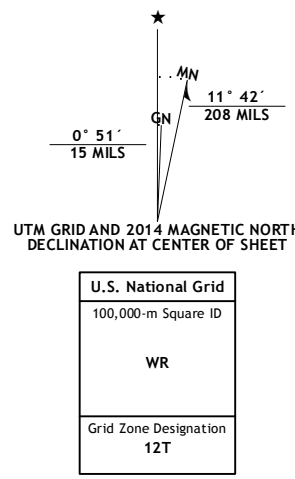 ★
MN
11° 42´
208 MILS
GN
0° 51´
15 MILS
UTM GRID AND 2014 MAGNETIC NORTH
DECLINATION AT CENTER OF SHEET
U.S. National Grid
100,000-m Square ID
WR
Grid Zone Designation
12T